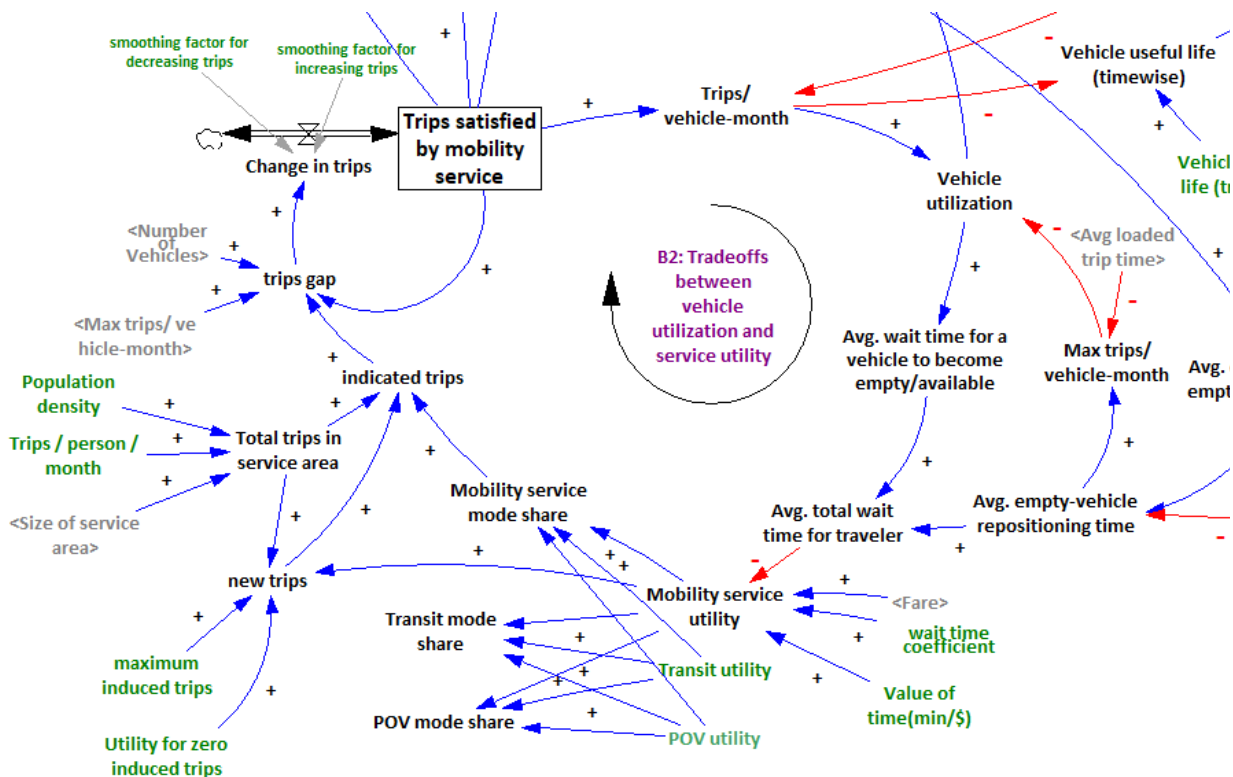 smoothing factor for
decreasing trips
smoothing factor for
increasing trips
+
Trips satisfied
by mobility
service
Change in trips
+
Trips/
vehicle-month
-
Vehicle useful life
(timewise)
-
+
+
Vehicle
utilization
+
life (
<Number
of
Vehicles>
+
+
trips gap
+
+
<Max trips/ ve
hicle-month>
B2: Tradeoffs
between
vehicle
utilization and
service utility
+
-
<Avg loaded
trip time>
-
+
Avg. wait time for a
vehicle to become
empty/available
Max trips/
vehicle-month
Avg.
+
indicated trips
Population
density
+
+
Trips / person /
month
+
Total trips in
service area
+
<Size of service
area>
+
+
+
+
+
Mobility service
mode share
Avg. total wait
time for traveler
+
Avg. empty-vehicle
repositioning time
-
new trips
+
+
+
+
-
Mobility service
utility
+
<Fare>
wait time
coefficient
+
Value of
time(min/$)
+
+
maximum
induced trips
+
Utility for zero
induced trips
Transit mode
share
+
+
+
+
Transit utility
POV mode share
POV utility